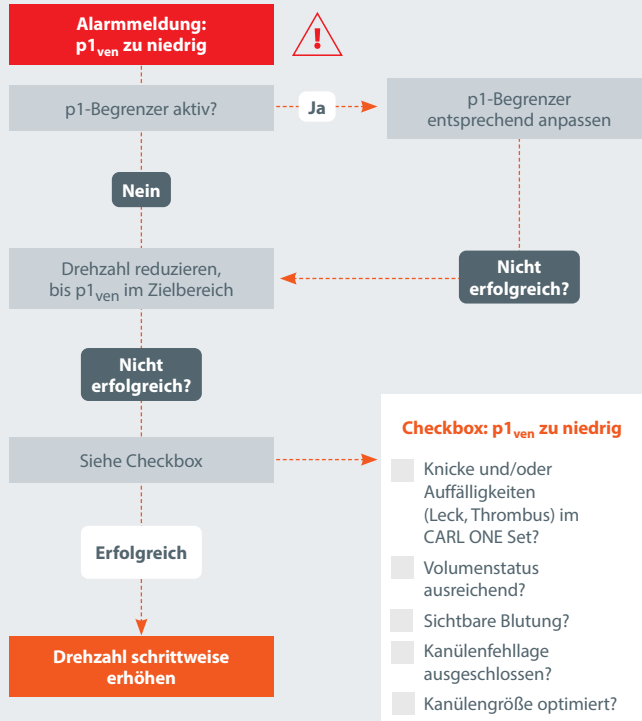 Alarmmeldung:
p1ven zu niedrig
!
p1-Begrenzer aktiv?
Ja
p1-Begrenzer
entsprechend anpassen
Nein
Nicht
erfolgreich?
Drehzahl reduzieren,
bis p1ven im Zielbereich
Nicht
erfolgreich?
Siehe Checkbox
Erfolgreich
Drehzahl schrittweise
erhöhen
Checkbox: p1ven zu niedrig
Knicke und/oder
Auffälligkeiten
(Leck, Thrombus) im
CARL ONE Set?
Volumenstatus
ausreichend?
Sichtbare Blutung?
Kanülenfehllage
ausgeschlossen?
Kanülengröße optimiert?